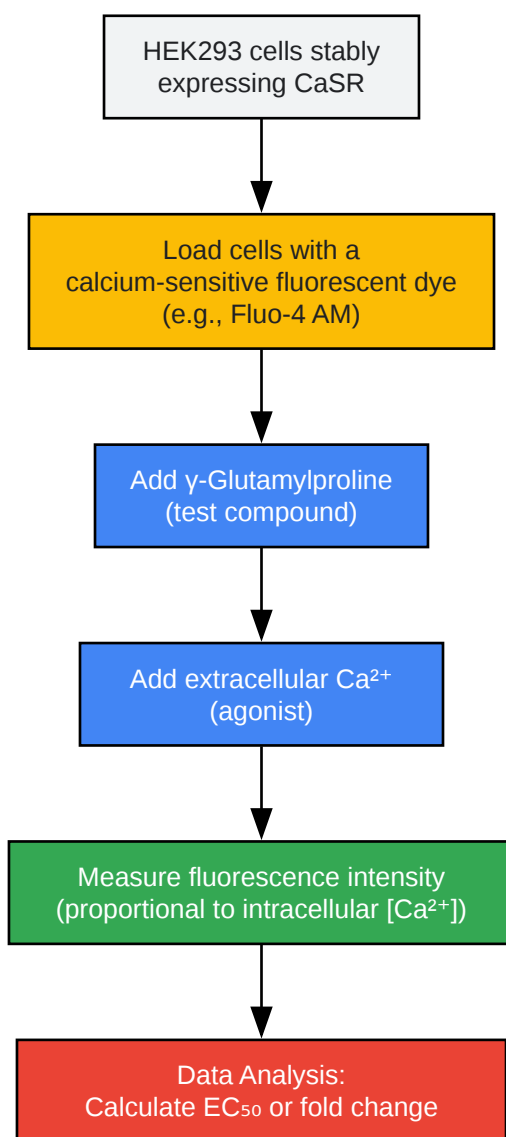 HEK293 cells stably
expressing CaSR
Load cells with a
calcium-sensitive fluorescent dye
(e.g., Fluo-4 AM)
Add γ-Glutamylproline
(test compound)
Add extracellular Ca²⁺
(agonist)
Measure fluorescence intensity
(proportional to intracellular [Ca²⁺])
Data Analysis:
Calculate EC₅₀ or fold change